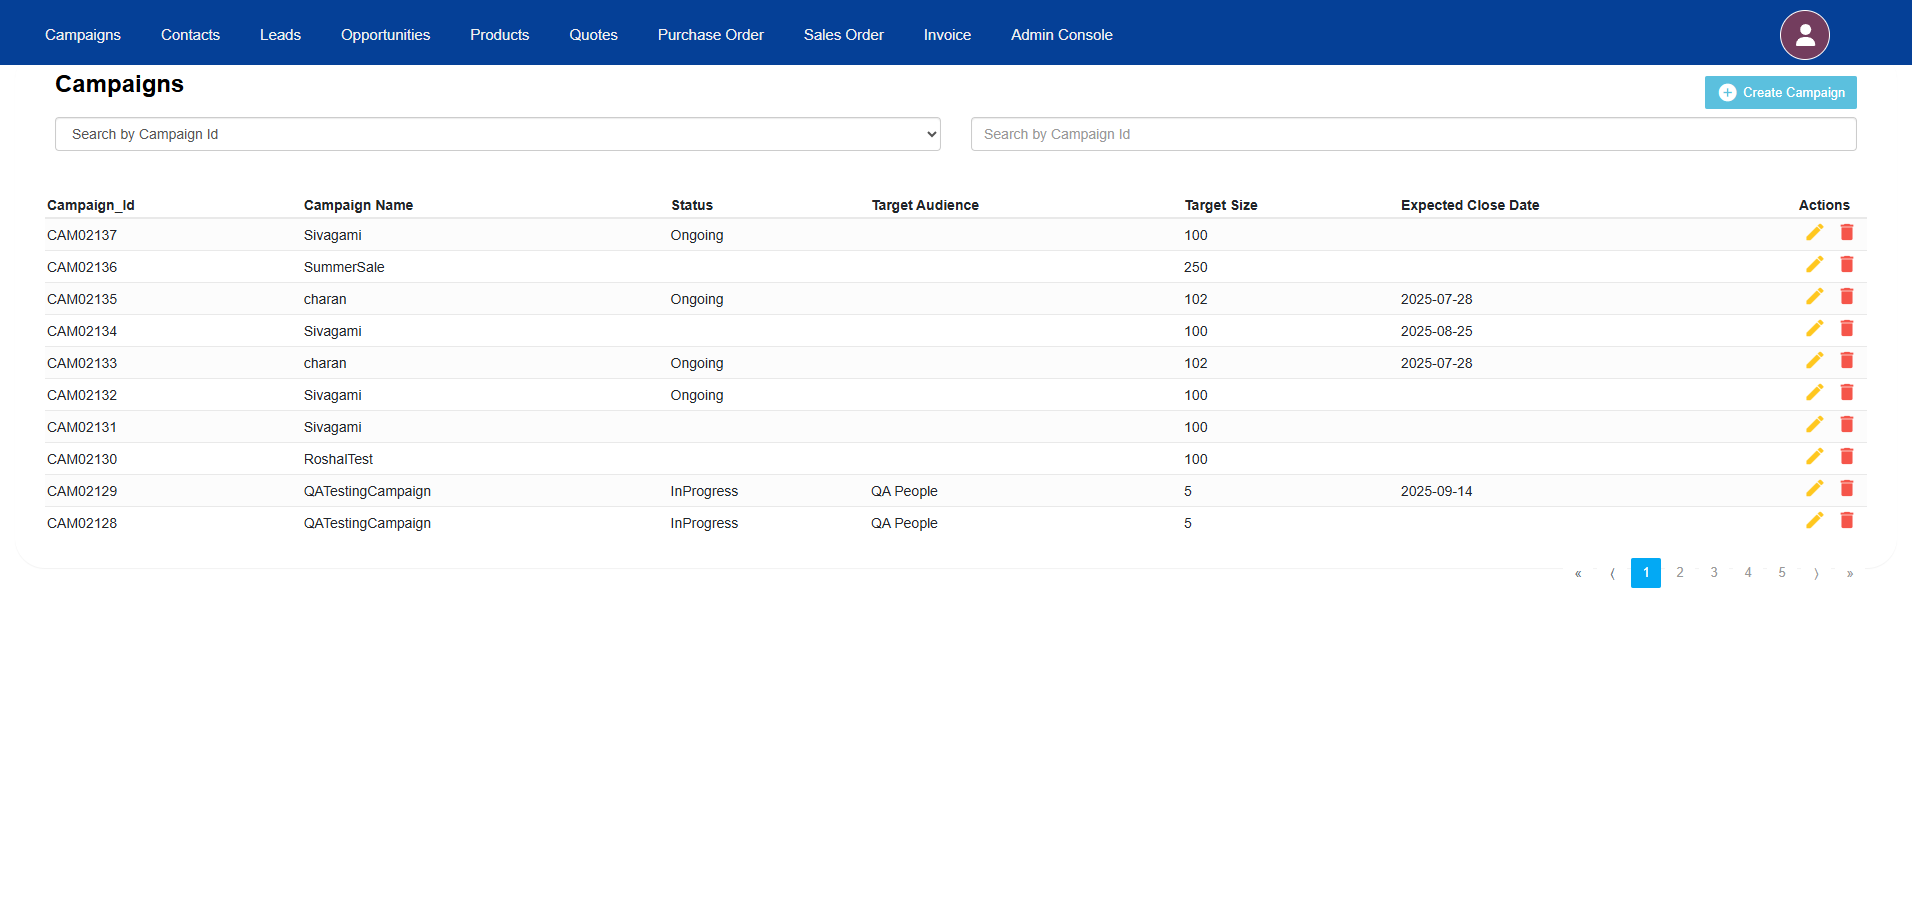 Campaigns Contacts Leads Opportunities Products Quotes Purchase Order Sales Order Invoice Admin Console
Campaigns
Create Campaign
Search by Campaign Id Search by Campaign Id
Campaign_Id Campaign Name Status Target Audience Target Size Expected Close Date Actions
CAM02137 Sivagami Ongoing 100
CAM02136 SummerSale 250
CAM02135 charan Ongoing 102 2025-07-28
CAM02134 Sivagami 100 2025-08-25
CAM02133 charan Ongoing 102 2025-07-28
CAM02132 Sivagami Ongoing 100
CAM02131 Sivagami 100
CAM02130 RoshalTest 100
CAM02129 QATestingCampaign InProgress QA People 5 2025-09-14
CAM02128 QATestingCampaign InProgress QA People 5
« ⟨ 1 2 3 4 5 ⟩ »